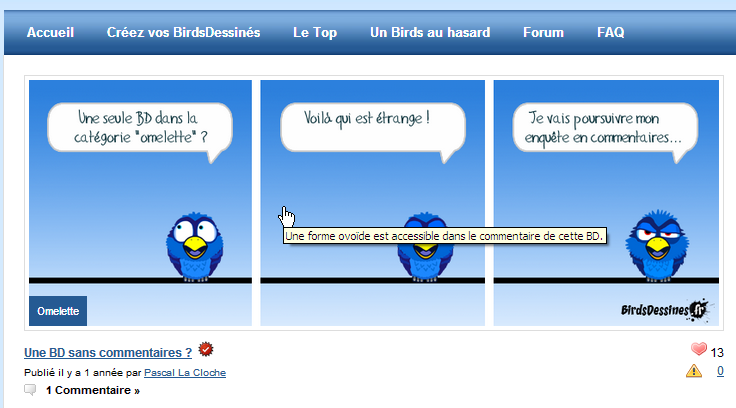 Accueil Créez vos BirdsDessinés Le Top Un Birds au hasard Forum FAQ
Une seule BD dans la
catégorie "omelette" ?
Voilà qui est étrange !
Je vais poursuivre mon
enquête en commentaires...
Une forme ovoïde est accessible dans le commentaire de cette BD.
Omelette
BirdsDessines.fr
Une BD sans commentaires ?
13
Publié il y a 1 année par Pascal La Cloche
0
1 Commentaire »